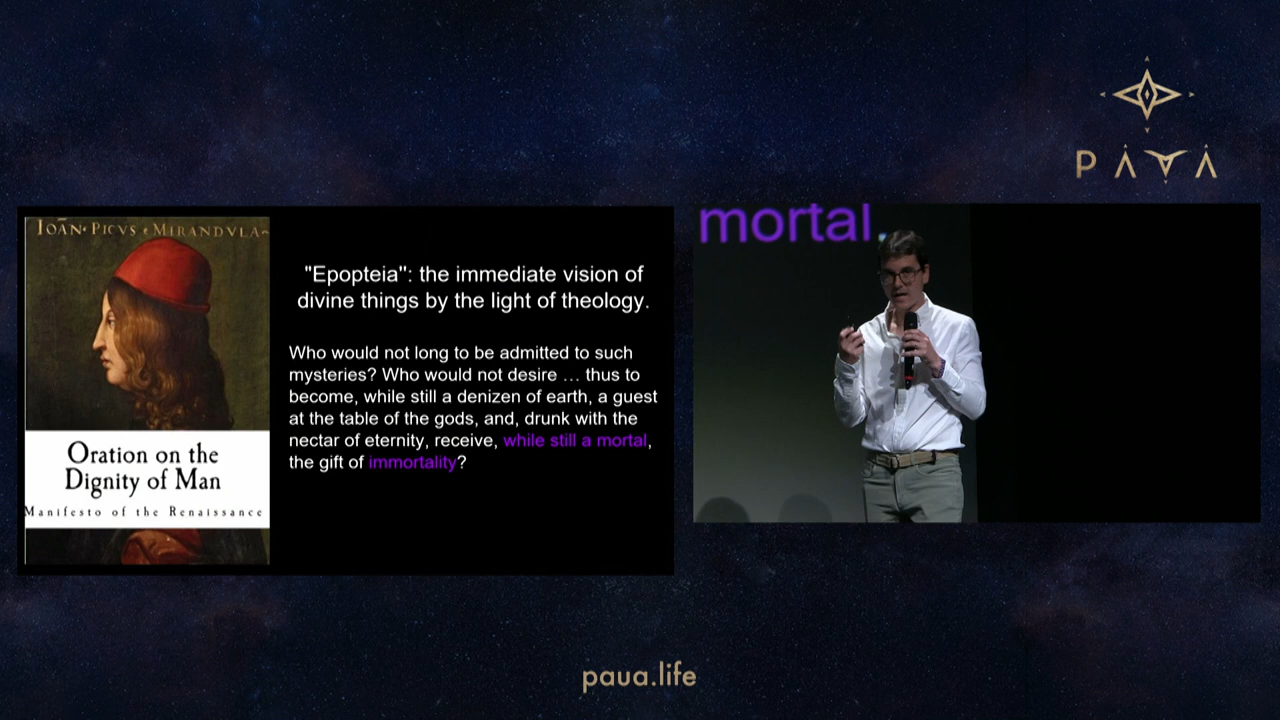 PAVA
IOÃN·PICVS·MIRANDVLA~
"Epopteia": the immediate vision of
divine things by the light of theology.
Who would not long to be admitted to such
mysteries? Who would not desire … thus to
become, while still a denizen of earth, a guest
at the table of the gods, and, drunk with the
nectar of eternity, receive, while still a mortal,
the gift of immortality?
Oration on the
Dignity of Man
Manifesto of the Renaissance
mortal,
paua.life